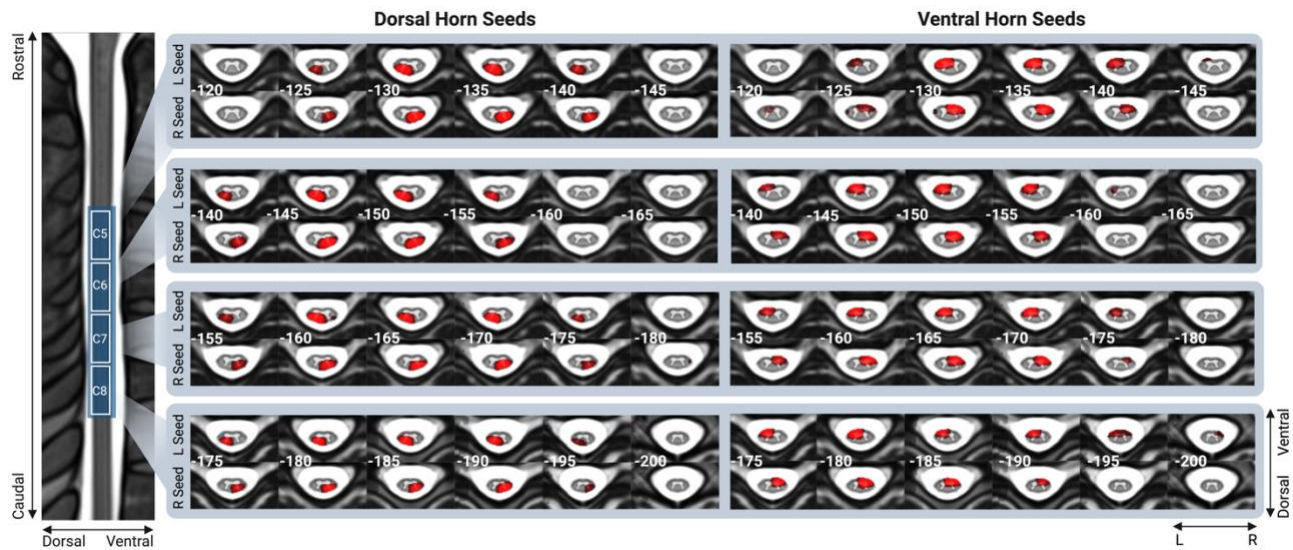 Dorsal Horn Seeds
Ventral Horn Seeds
Rostral
Caudal
Dorsal Ventral
C5
C6
C7
C8
L Seed
R Seed
-120 -125 -130 -135 -140 -145
-120 -125 -130 -135 -140 -145
L Seed
R Seed
-140 -145 -150 -155 -160 -165
-140 -145 -150 -155 -160 -165
L Seed
R Seed
-155 -160 -165 -170 -175 -180
-155 -160 -165 -170 -175 -180
L Seed
R Seed
-175 -180 -185 -190 -195 -200
-175 -180 -185 -190 -195 -200
Ventral
Dorsal
L R